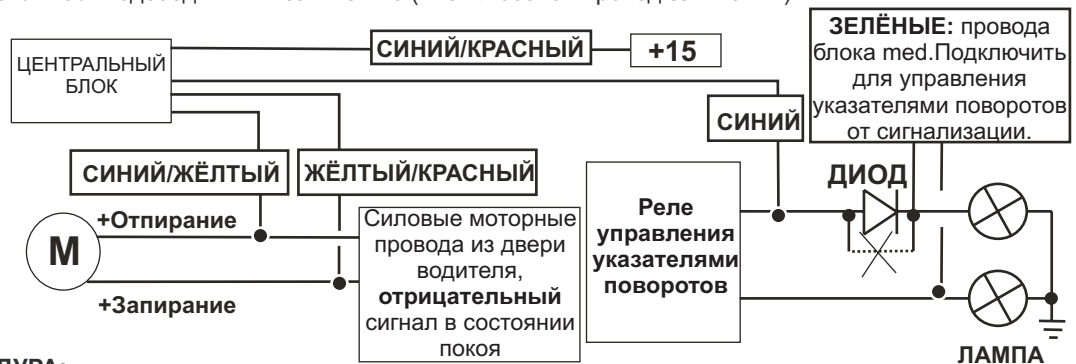 СИНИЙ/КРАСНЫЙ
+15
ЦЕНТРАЛЬНЫЙ
БЛОК
СИНИЙ
ЗЕЛЁНЫЕ: провода
блока med.Подключить
для управления
указателями поворотов
от сигнализации.
СИНИЙ/ЖЁЛТЫЙ
ЖЁЛТЫЙ/КРАСНЫЙ
М
+Отпирание
+Запирание
Силовые моторные
провода из двери
водителя,
отрицательный
сигнал в состоянии
покоя
Реле
управления
указателями
поворотов
ДИОД
ЛАМПА